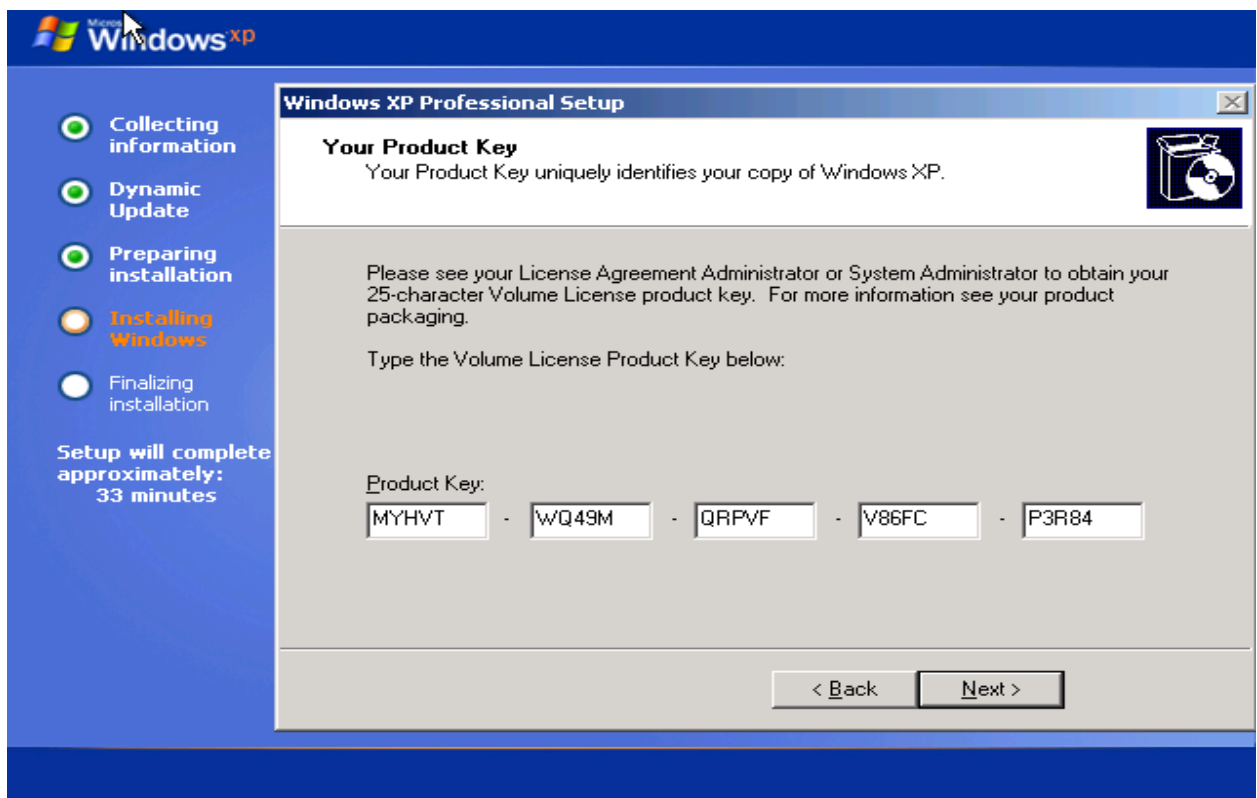 Microsoft
Windows xp
Collecting
information
Dynamic
Update
Preparing
installation
Installing
Windows
Finalizing
installation
Setup will complete
approximately:
33 minutes
Windows XP Professional Setup
Your Product Key
Your Product Key uniquely identifies your copy of Windows XP.
Please see your License Agreement Administrator or System Administrator to obtain your
25-character Volume License product key.  For more information see your product
packaging.
Type the Volume License Product Key below:
Product Key:
MYHVT - WQ49M - QRPVF - V86FC - P3R84
< Back Next >